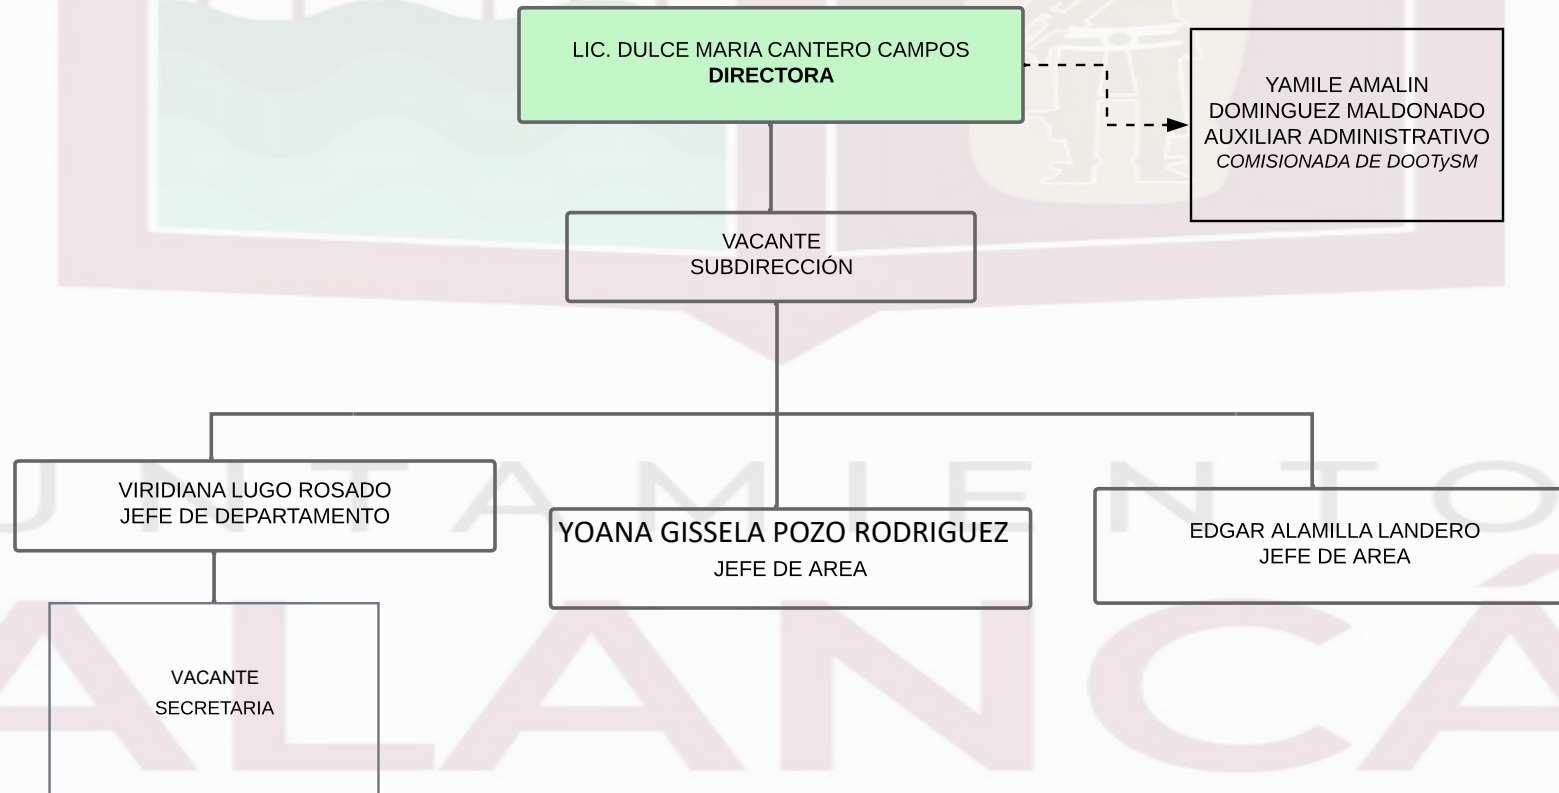 LIC. DULCE MARIA CANTERO CAMPOS
DIRECTORA
YAMILE AMALIN
DOMINGUEZ MALDONADO
AUXILIAR ADMINISTRATIVO
COMISIONADA DE DOOTySM
VACANTE
SUBDIRECCIÓN
VIRIDIANA LUGO ROSADO
JEFE DE DEPARTAMENTO
YOANA GISSELA POZO RODRIGUEZ
JEFE DE AREA
EDGAR ALAMILLA LANDERO
JEFE DE AREA
VACANTE
SECRETARIA
UNTAMIENTO
ALANCÁ